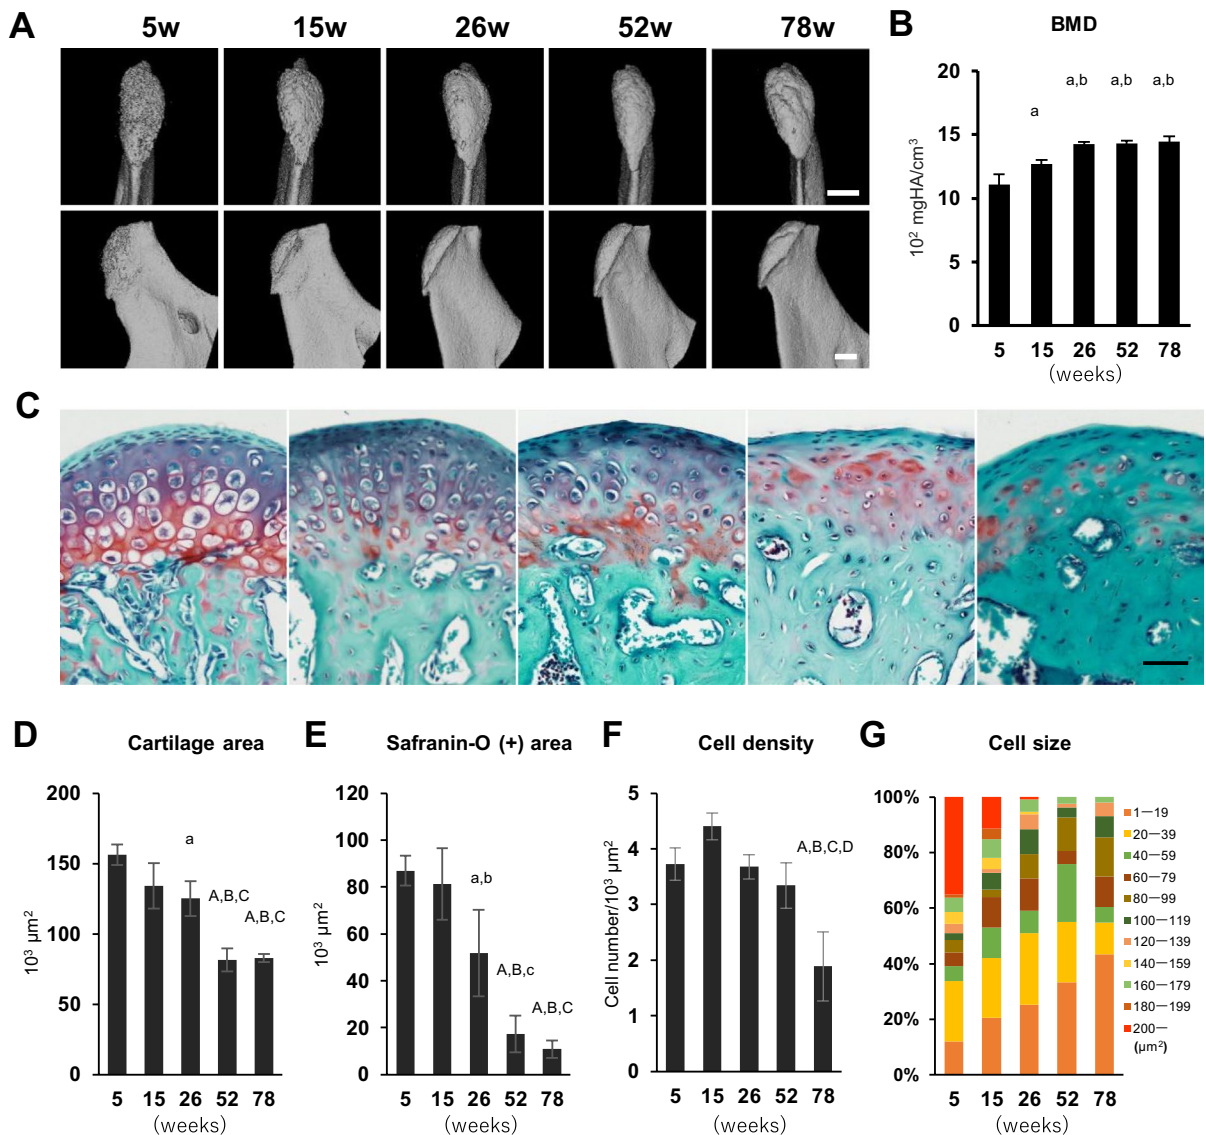 A
5w 15w 26w 52w 78w
B
BMD
20
15
10
5
0
10² mgHA/cm³
a
a,b
a,b
a,b
5 15 26 52 78
(weeks)
C
D
Cartilage area
200
150
100
50
0
10³ µm²
a
A,B,C
A,B,C
5 15 26 52 78
(weeks)
E
Safranin-O (+) area
120
100
80
60
40
20
0
10³ µm²
a,b
A,B,c
A,B,C
5 15 26 52 78
(weeks)
F
Cell density
5
4
3
2
1
0
Cell number/10³ µm²
A,B,C,D
5 15 26 52 78
(weeks)
G
Cell size
100%
80%
60%
40%
20%
0%
5 15 26 52 78
(weeks)
1—19
20—39
40—59
60—79
80—99
100—119
120—139
140—159
160—179
180—199
200—
(µm²)